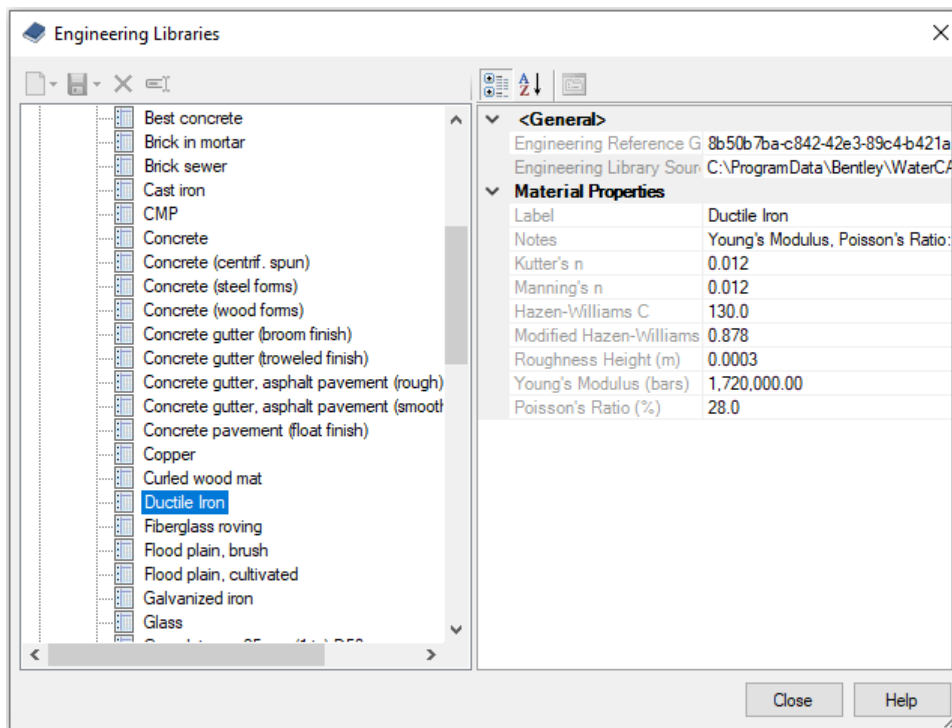 Engineering Libraries
Best concrete
Brick in mortar
Brick sewer
Cast iron
CMP
Concrete
Concrete (centrif. spun)
Concrete (steel forms)
Concrete (wood forms)
Concrete gutter (broom finish)
Concrete gutter (troweled finish)
Concrete gutter, asphalt pavement (rough)
Concrete gutter, asphalt pavement (smooth
Concrete pavement (float finish)
Copper
Curled wood mat
Ductile Iron
Fiberglass roving
Flood plain, brush
Flood plain, cultivated
Galvanized iron
Glass
<General>
Engineering Reference G 8b50b7ba-c842-42e3-89c4-b421a
Engineering Library Sour C:\ProgramData\Bentley\WaterCA
Material Properties
Label Ductile Iron
Notes Young's Modulus, Poisson's Ratio:
Kutter's n 0.012
Manning's n 0.012
Hazen-Williams C 130.0
Modified Hazen-Williams 0.878
Roughness Height (m) 0.0003
Young's Modulus (bars) 1,720,000.00
Poisson's Ratio (%) 28.0
Close Help